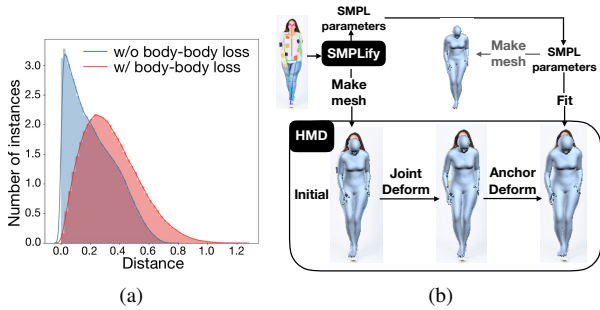 w/o body-body loss
w/ body-body loss
Number of instances
3.0
2.5
2.0
1.5
1.0
0.5
0.0
0.0 0.2 0.4 0.6 0.8 1.0 1.2
Distance
(a)
SMPL
parameters
SMPLify
Make
mesh
Make
mesh
SMPL
parameters
Fit
HMD
Initial
Joint
Deform
Anchor
Deform
(b)